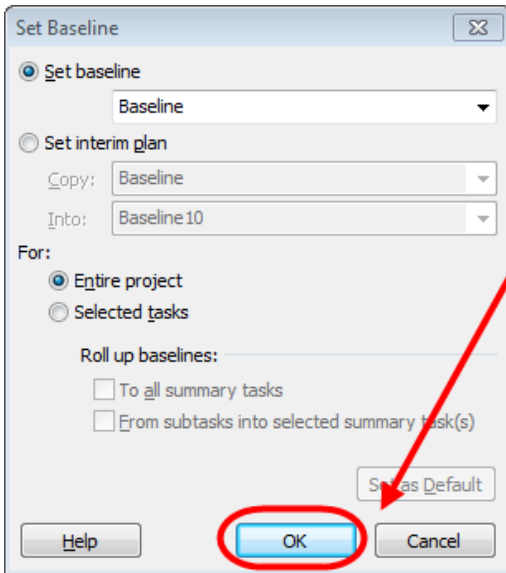 Set Baseline
Set baseline
Baseline
Set interim plan
Copy: Baseline
Into: Baseline10
For:
Entire project
Selected tasks
Roll up baselines:
To all summary tasks
From subtasks into selected summary task(s)
Set as Default
Help OK Cancel